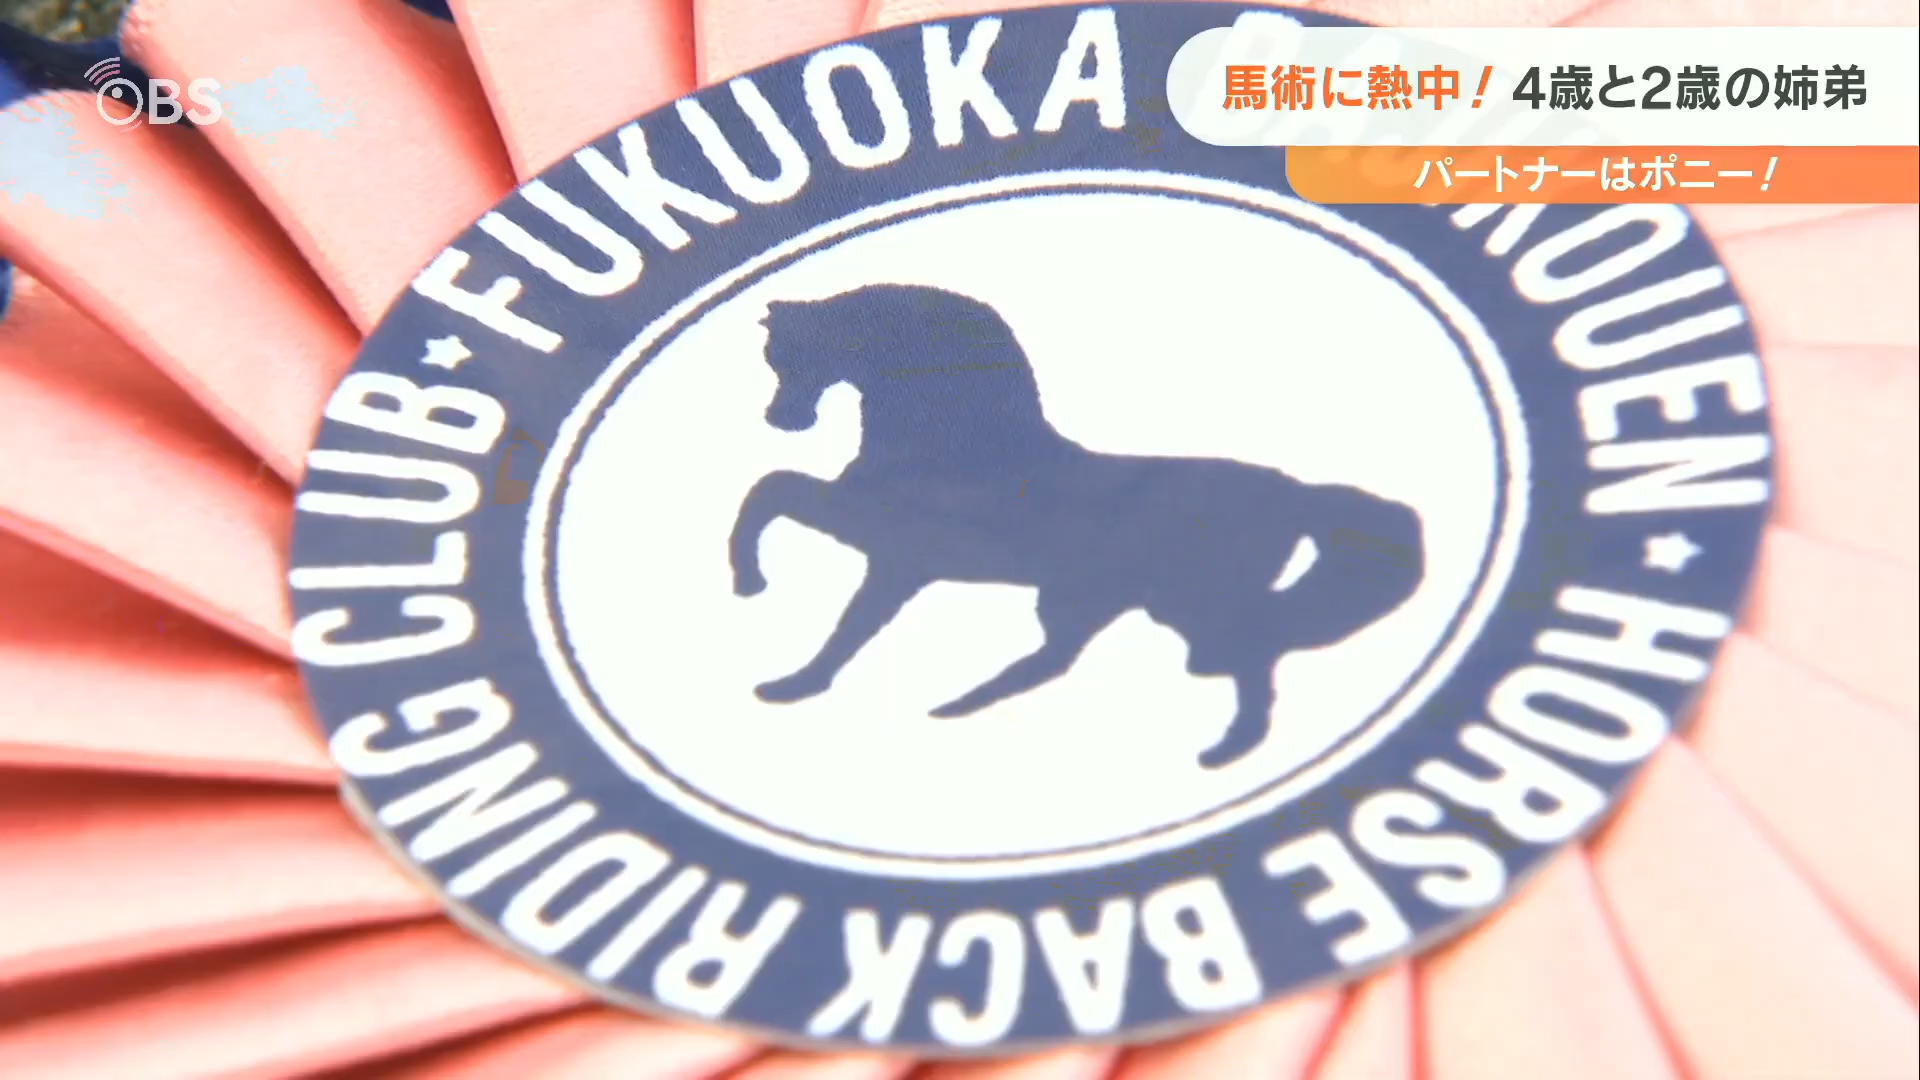 OBS
馬術に熱中！4歳と2歳の姉弟
パートナーはポニー！
FUKUOKA BAJUKOUEN
HORSE BACK RIDING CLUB